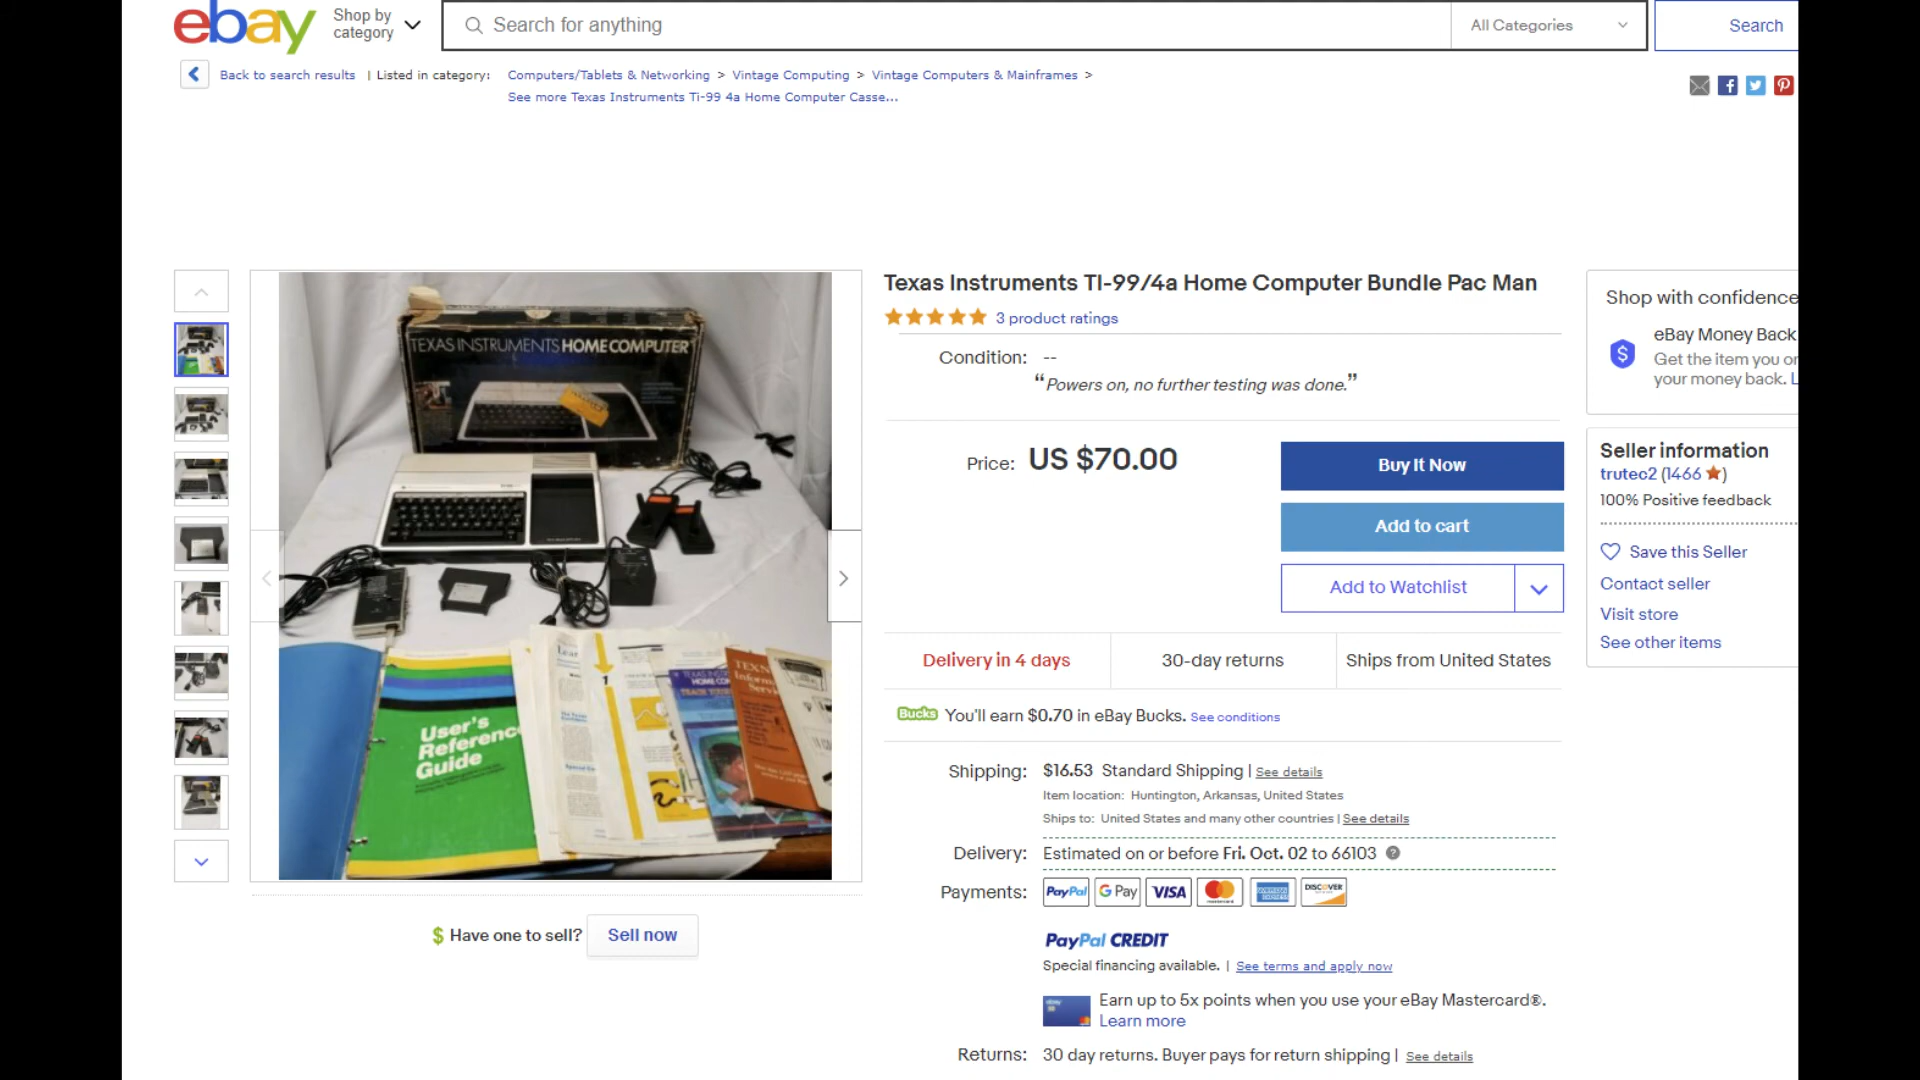 ebay
Shop by
category
Search for anything
All Categories
Search
Back to search results | Listed in category:
Computers/Tablets & Networking > Vintage Computing > Vintage Computers & Mainframes >
See more Texas Instruments Ti-99 4a Home Computer Casse...
TEXAS INSTRUMENTS HOME COMPUTER
User's
Reference
Guide
Texas Instruments TI-99/4a Home Computer Bundle Pac Man
3 product ratings
Condition: --
“Powers on, no further testing was done.”
Price: US $70.00
Buy It Now
Add to cart
Add to Watchlist
Delivery in 4 days
30-day returns
Ships from United States
Bucks You'll earn $0.70 in eBay Bucks. See conditions
Shipping: $16.53 Standard Shipping | See details
Item location: Huntington, Arkansas, United States
Ships to: United States and many other countries | See details
Delivery: Estimated on or before Fri. Oct. 02 to 66103
Payments: PayPal G Pay VISA mastercard AMERICAN EXPRESS DISCOVER
PayPal CREDIT
Special financing available. | See terms and apply now
Earn up to 5x points when you use your eBay Mastercard®.
Learn more
Returns: 30 day returns. Buyer pays for return shipping | See details
$ Have one to sell? Sell now
Shop with confidence
eBay Money Back
Get the item you or
your money back. L
Seller information
trutec2 (1466)
100% Positive feedback
Save this Seller
Contact seller
Visit store
See other items